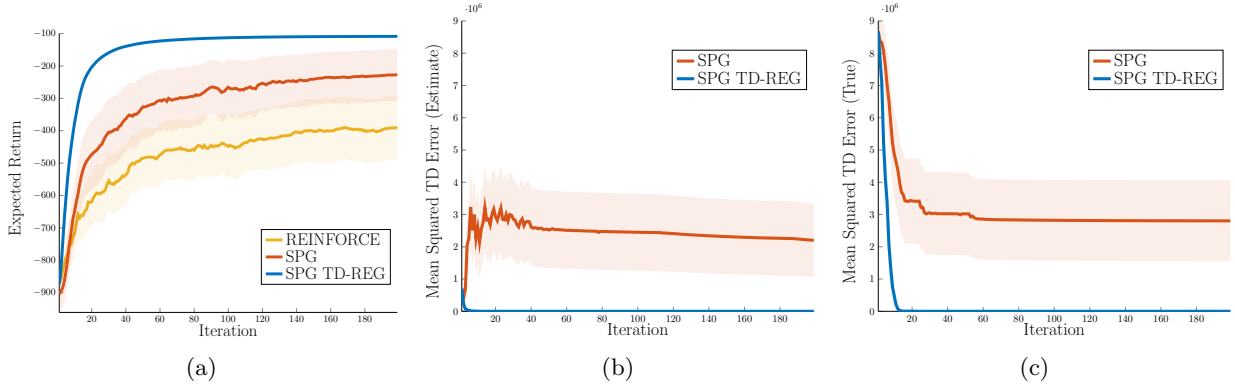 −100
−200
−300
−400
−500
−600
−700
−800
−900
Expected Return
20 40 60 80 100 120 140 160 180
Iteration
REINFORCE
SPG
SPG TD-REG
(a)
·10⁶
9
8
7
6
5
4
3
2
1
0
Mean Squared TD Error (Estimate)
20 40 60 80 100 120 140 160 180
Iteration
SPG
SPG TD-REG
(b)
·10⁶
9
8
7
6
5
4
3
2
1
0
Mean Squared TD Error (True)
20 40 60 80 100 120 140 160 180
Iteration
SPG
SPG TD-REG
(c)